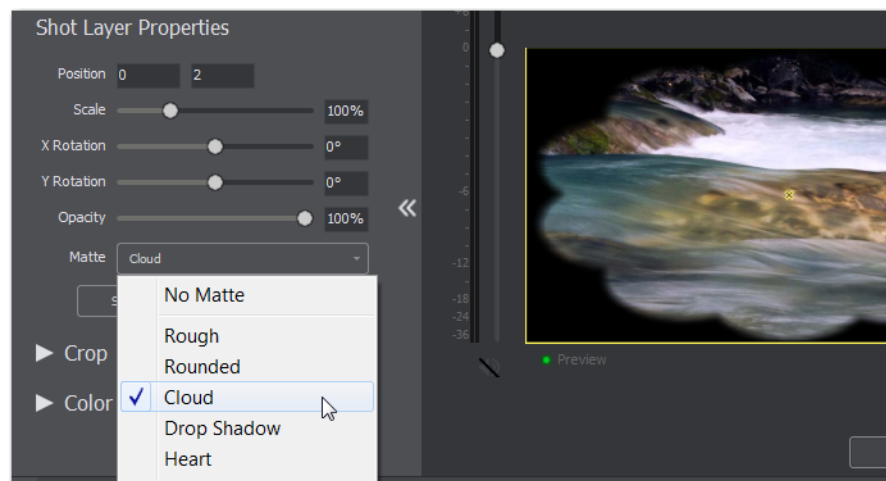 Shot Layer Properties
Position 0 2
Scale 100%
X Rotation 0°
Y Rotation 0°
Opacity 100%
Matte Cloud
No Matte
Rough
Rounded
Cloud
Drop Shadow
Heart
Crop
Color
0
-6
-12
-18
-24
-36
Preview